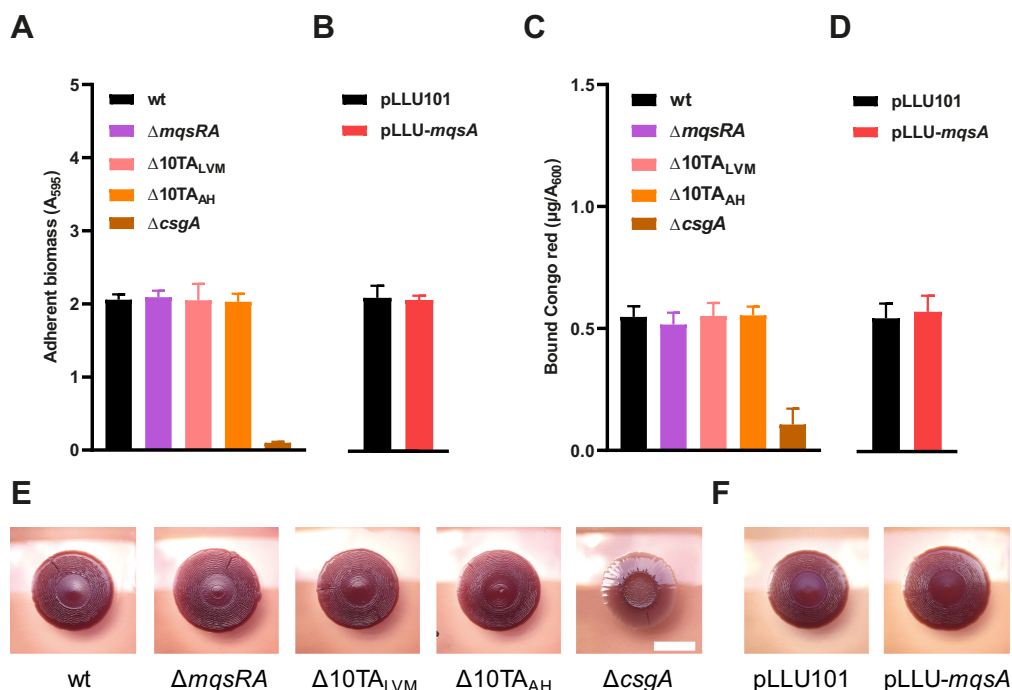 A
B
C
D
Adherent biomass (A595)
5
4
3
2
1
0
wt
ΔmqsRA
Δ10TALVM
Δ10TAAH
ΔcsgA
pLLU101
pLLU-mqsA
Bound Congo red (µg/A600)
1.5
1.0
0.5
0.0
wt
ΔmqsRA
Δ10TALVM
Δ10TAAH
ΔcsgA
pLLU101
pLLU-mqsA
E
F
wt
ΔmqsRA
Δ10TALVM
Δ10TAAH
ΔcsgA
pLLU101
pLLU-mqsA